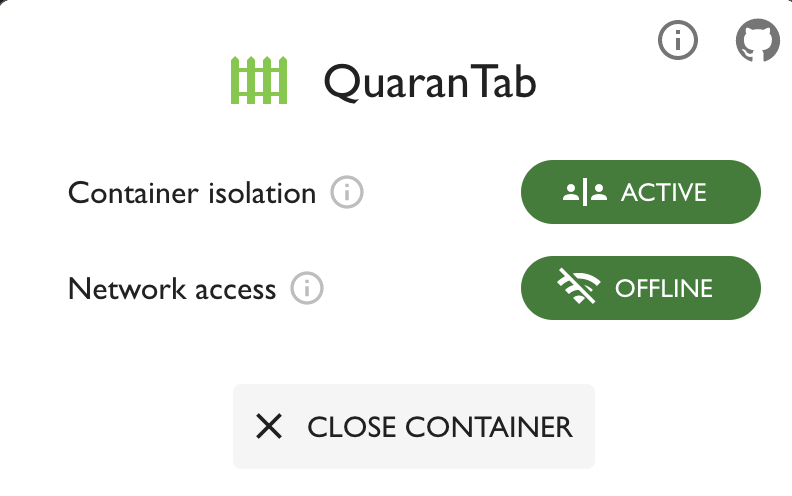 QuaranTab
Container isolation
ACTIVE
Network access
OFFLINE
CLOSE CONTAINER